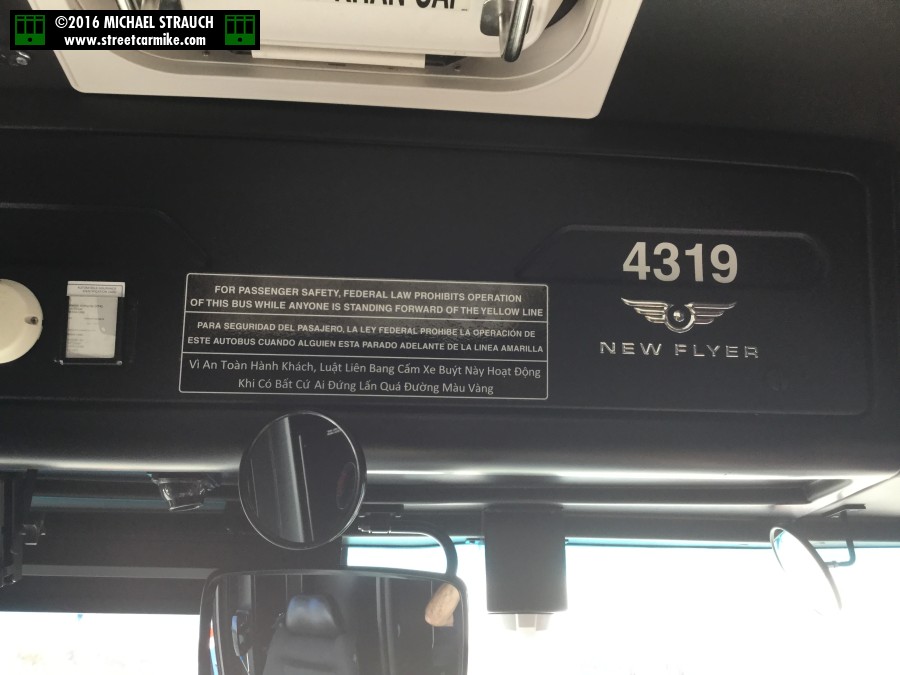 ©2016 MICHAEL STRAUCH
www.streetcarmike.com
4319
NEW FLYER
FOR PASSENGER SAFETY, FEDERAL LAW PROHIBITS OPERATION
OF THIS BUS WHILE ANYONE IS STANDING FORWARD OF THE YELLOW LINE
PARA SEGURIDAD DEL PASAJERO, LA LEY FEDERAL PROHIBE LA OPERACIÓN DE
ESTE AUTOBUS CUANDO ALGUIEN ESTA PARADO ADELANTE DE LA LINEA AMARILLA
Vì An Toàn Hành Khách, Luật Liên Bang Cấm Xe Buýt Này Hoạt Động
Khi Có Bất Cứ Ai Đứng Lấn Quá Đường Màu Vàng